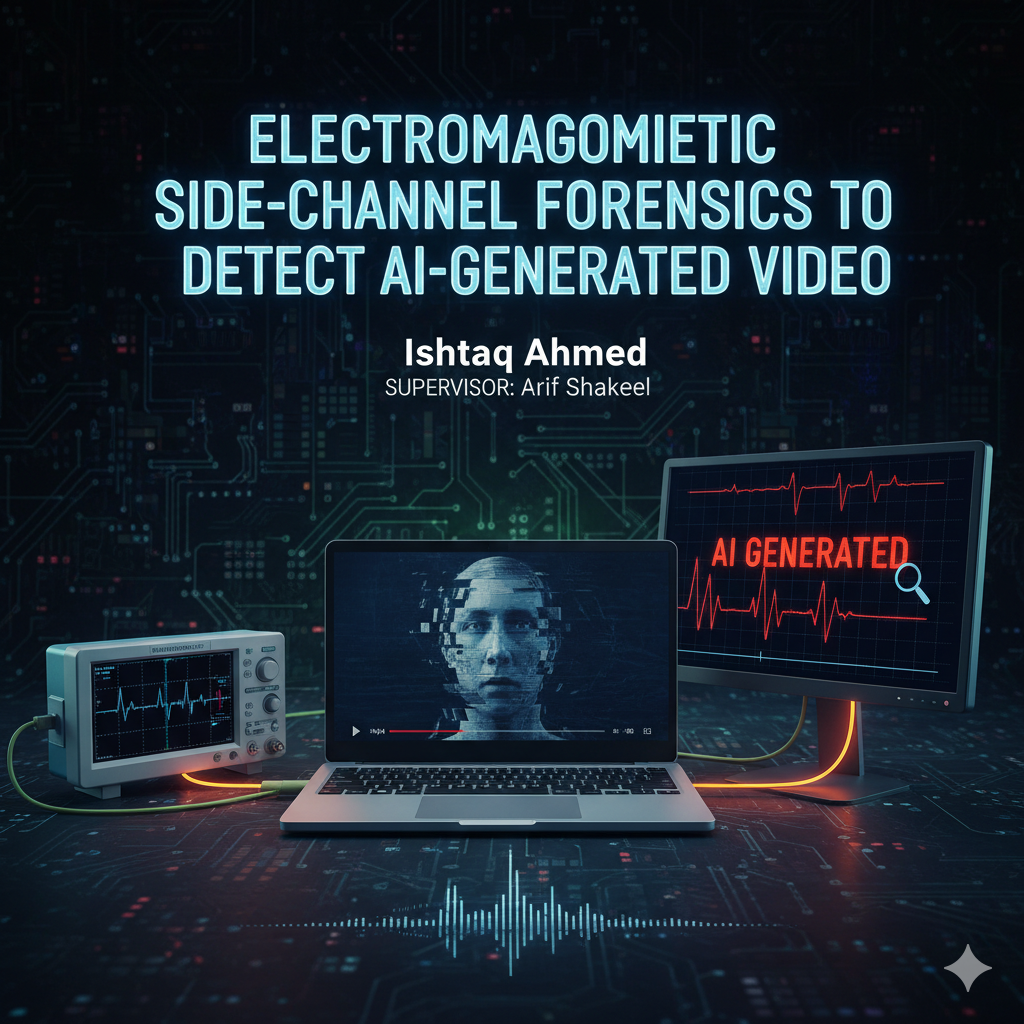 ELECTROMAGOMIETIC
SIDE-CHANNEL FORENSICS TO
DETECT AI-GENERATED VIDEO
Ishtaq Ahmed
SUPERVISOR: Arif Shakeel
AI GENERATED